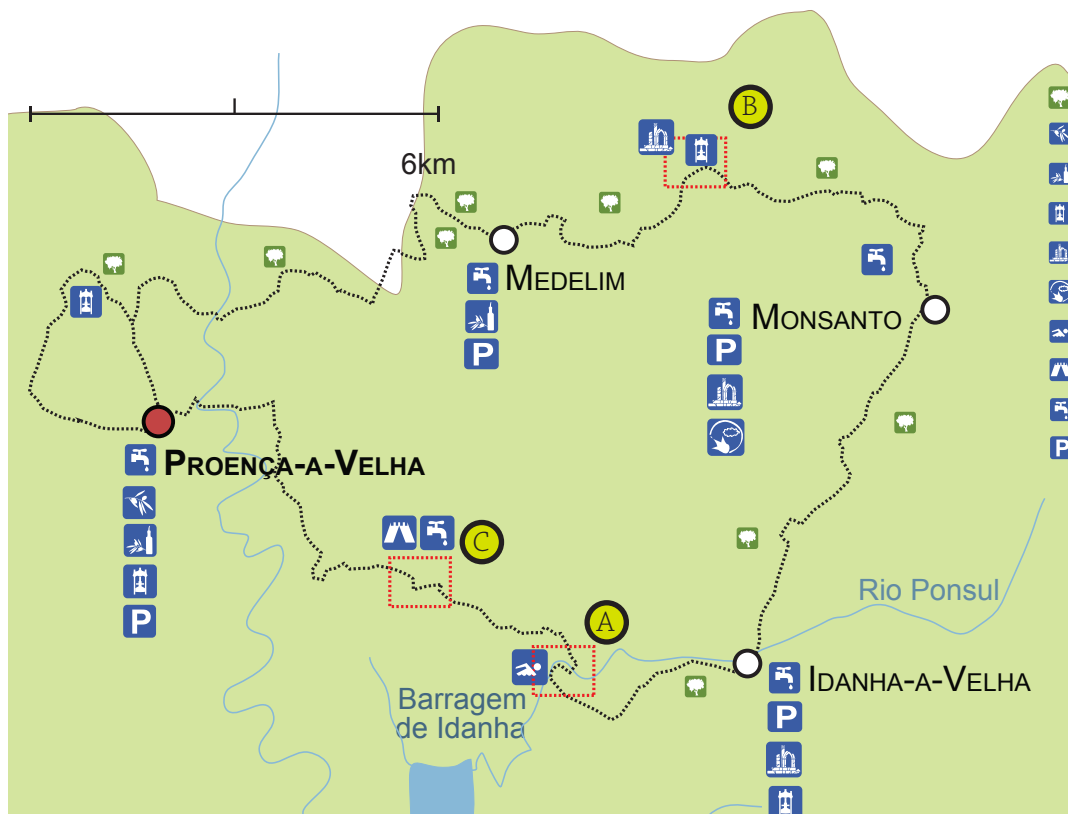 B
6km
MEDELIM
P
MONSANTO
P
PROENÇA-A-VELHA
P
C
P
Rio Ponsul
A
IDANHA-A-VELHA
P
Barragem
de Idanha